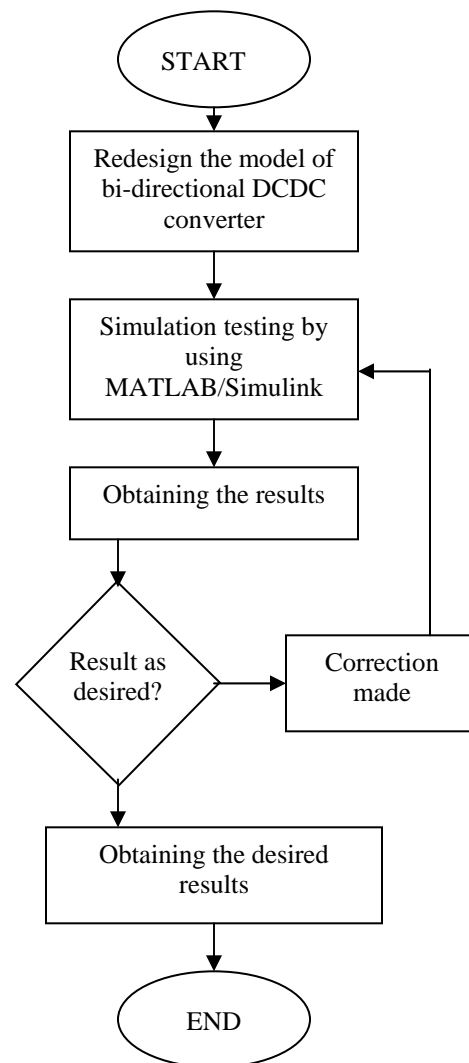 START
Redesign the model of
bi-directional DCDC
converter
Simulation testing by
using
MATLAB/Simulink
Obtaining the results
Result as
desired?
Correction
made
Obtaining the desired
results
END